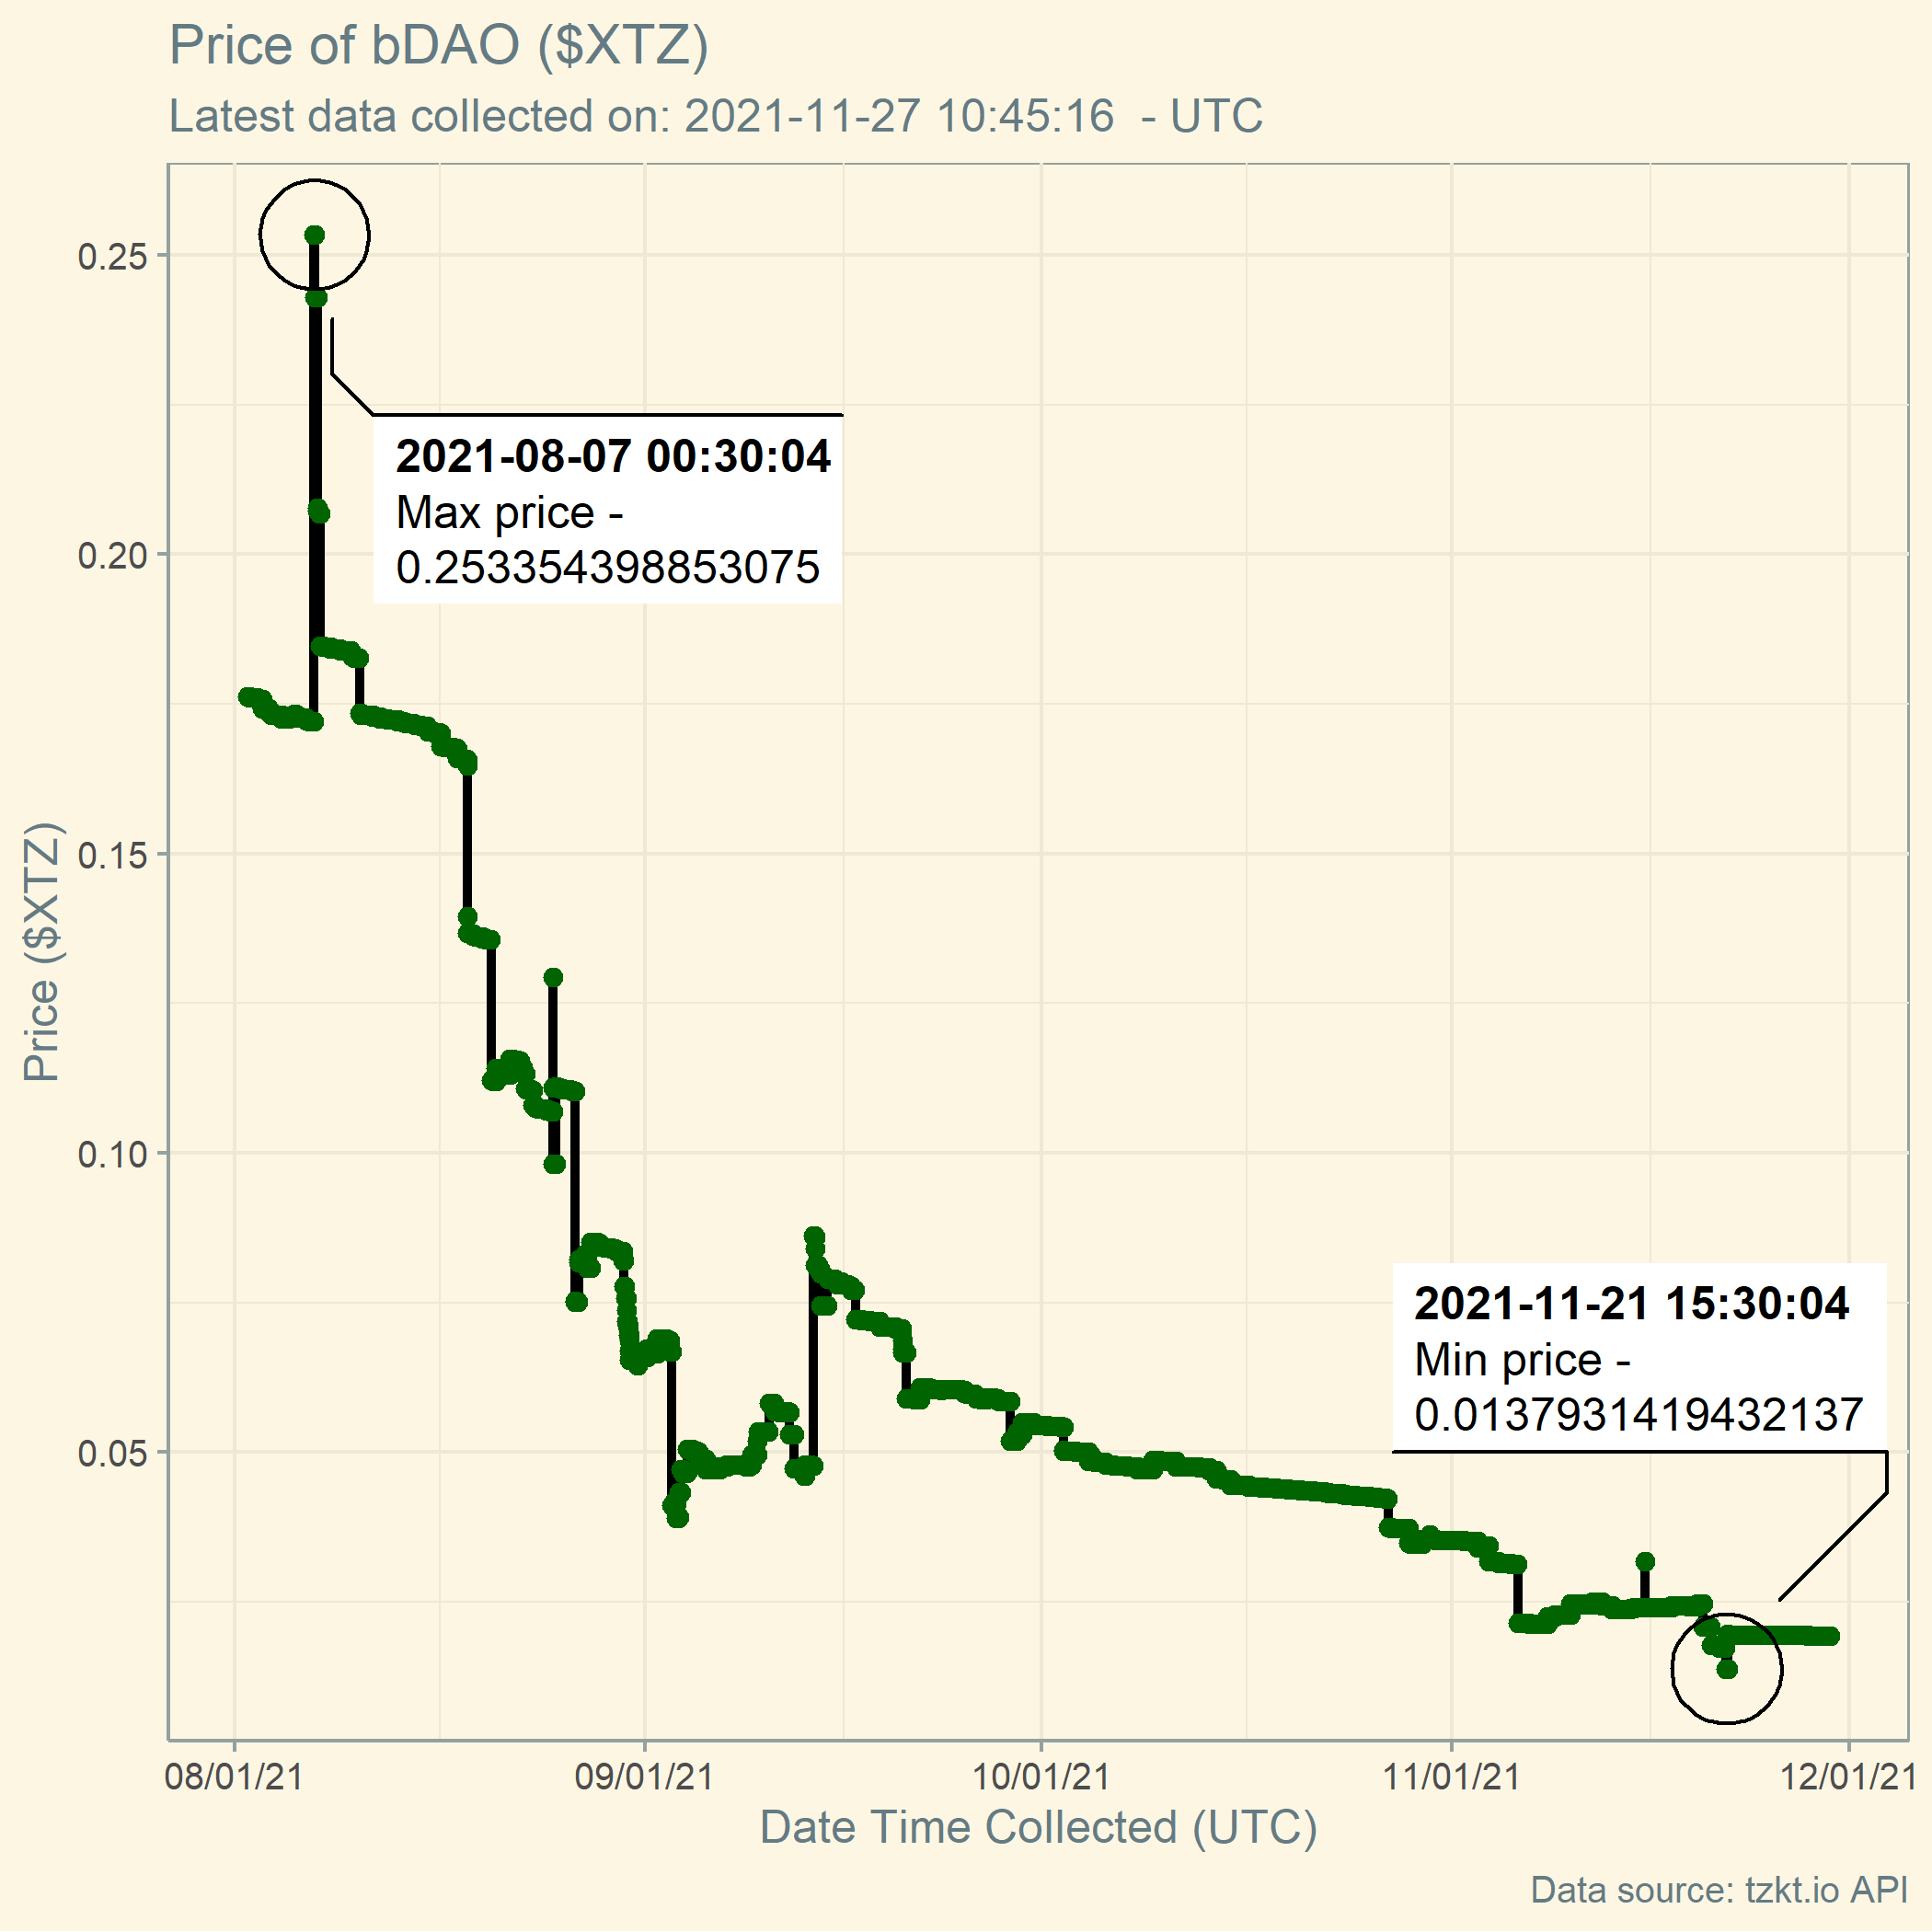 Price of bDAO ($XTZ)
Latest data collected on: 2021-11-27 10:45:16  - UTC
0.25
0.20
0.15
0.10
0.05
Price ($XTZ)
2021-08-07 00:30:04
Max price -
0.253354398853075
2021-11-21 15:30:04
Min price -
0.0137931419432137
08/01/21
09/01/21
10/01/21
11/01/21
12/01/21
Date Time Collected (UTC)
Data source: tzkt.io API